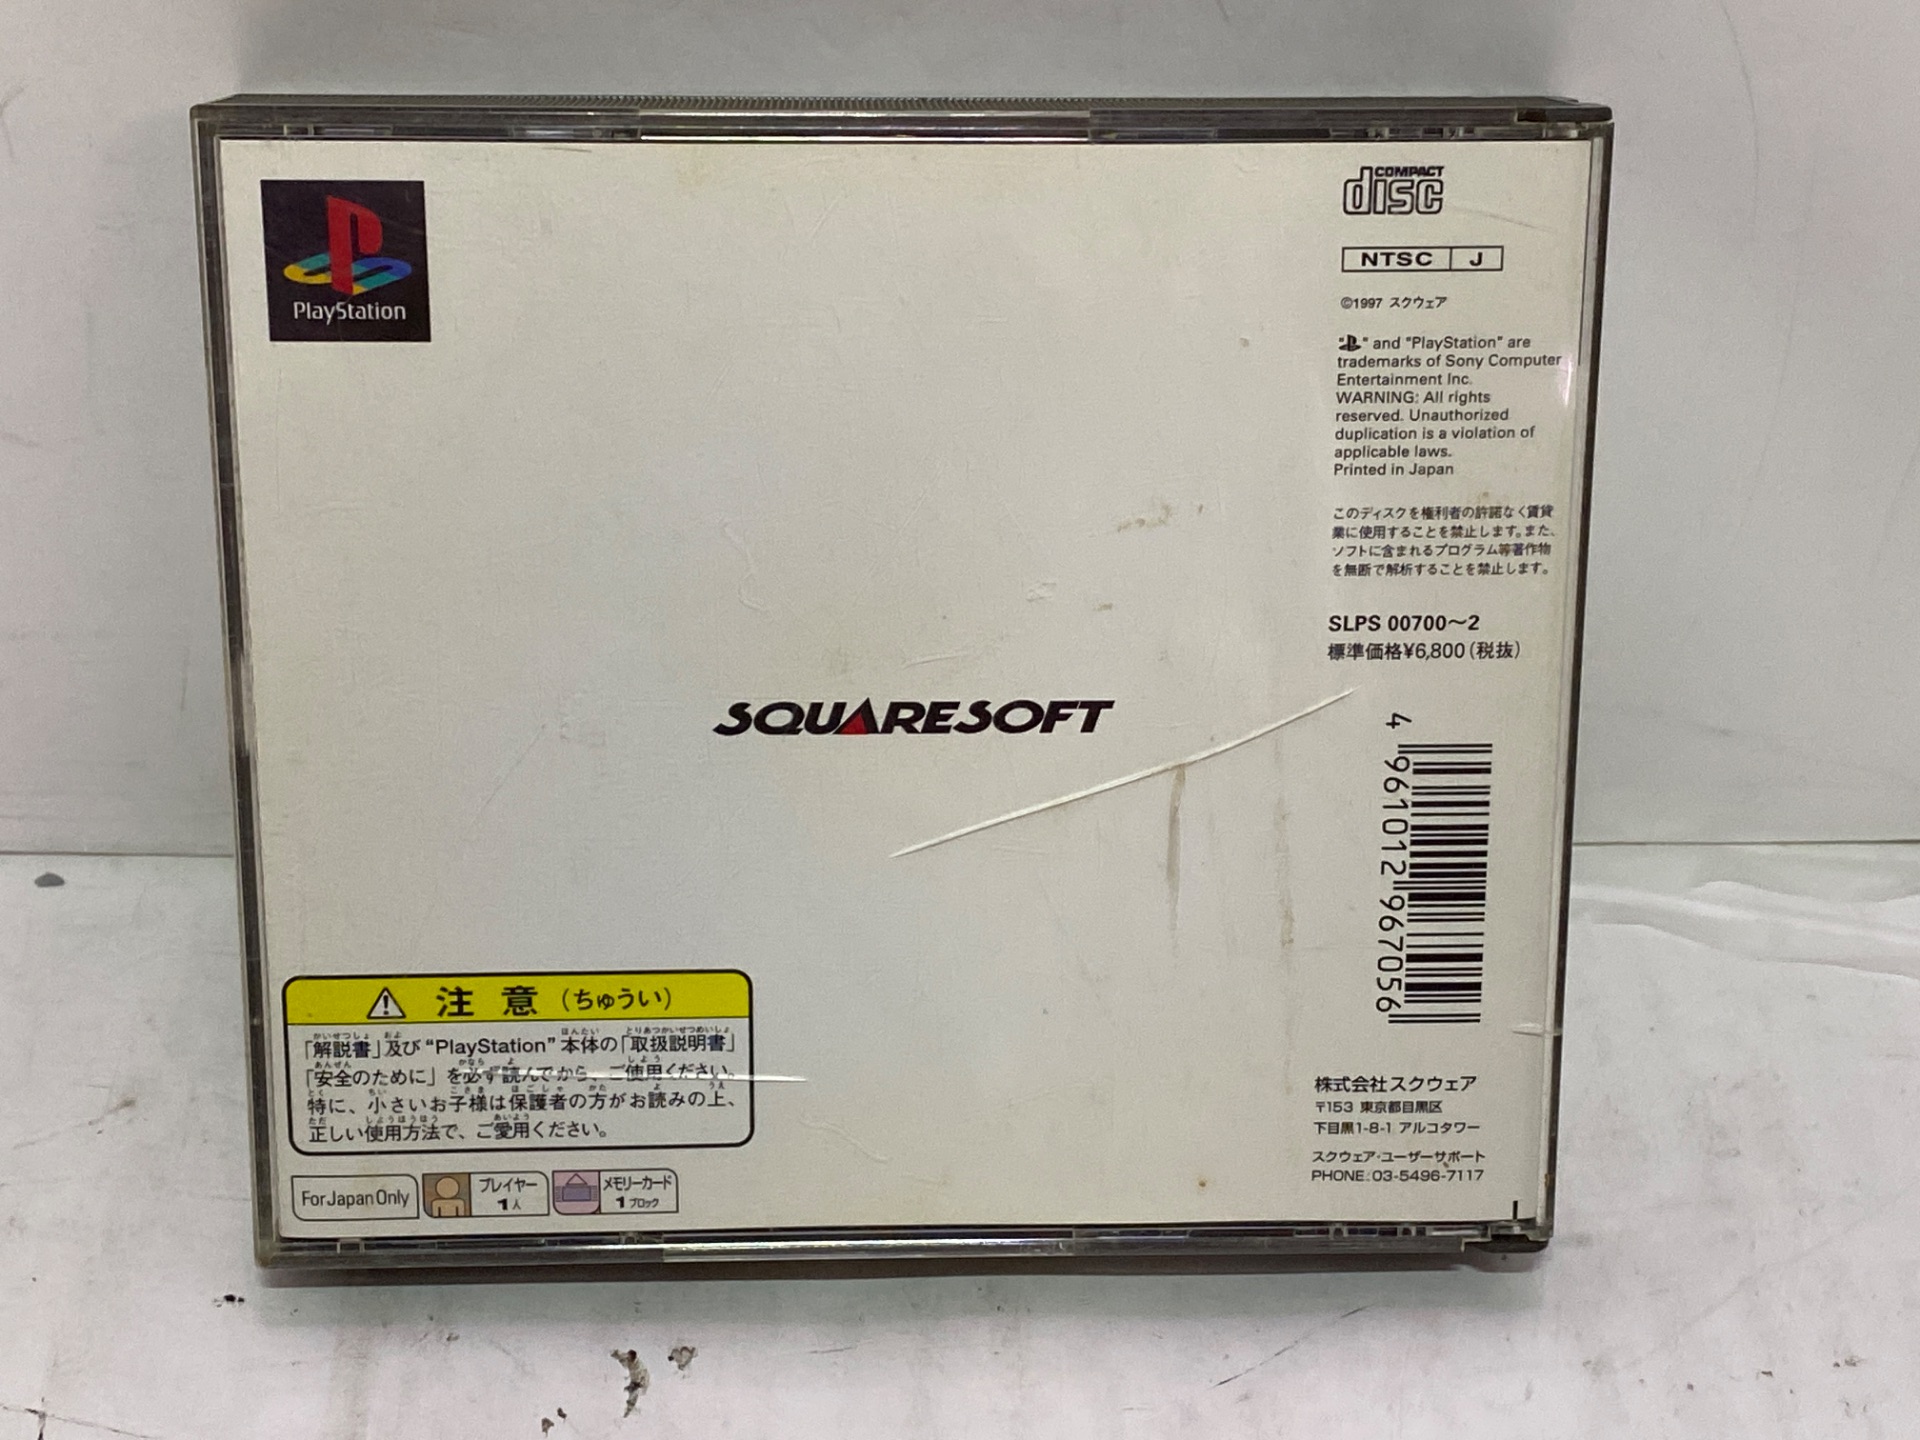 PlayStation
COMPACT
disc
NTSC J
©1997 スクウェア
"PS" and "PlayStation" are
trademarks of Sony Computer
Entertainment Inc.
WARNING: All rights
reserved. Unauthorized
duplication is a violation of
applicable laws.
Printed in Japan
このディスクを権利者の許諾なく賃貸
業に使用することを禁止します。また、
ソフトに含まれるプログラム等著作物
を無断で解析することを禁止します。
SLPS 00700～2
標準価格¥6,800(税抜)
SQUARESOFT
4 961012 967056
注意(ちゅうい)
「解説書」及び“PlayStation”本体の「取扱説明書」
「安全のために」を必ず読んでから、ご使用ください。
特に、小さいお子様は保護者の方がお読みの上、
正しい使用方法で、ご愛用ください。
For Japan Only
プレイヤー
1人
メモリーカード
1ブロック
株式会社スクウェア
〒153 東京都目黒区
下目黒1-8-1 アルコタワー
スクウェア・ユーザーサポート
PHONE:03-5496-7117